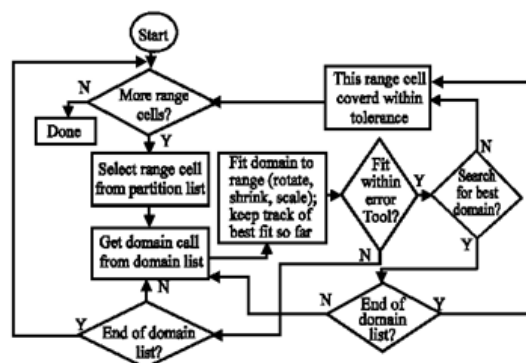 Start
N
More range
cells?
Done
Y
Select range cell
from partition list
Get domain call
from domain list
N
Y
End of domain
list?
Fit domain to
range (rotate,
shrink, scale);
keep track of
best fit so far
This range cell
coverd within
tolerance
Fit
within
error
Tool?
Y
N
Search
for best
domain?
N
Y
N
End of
domain
list?
Y